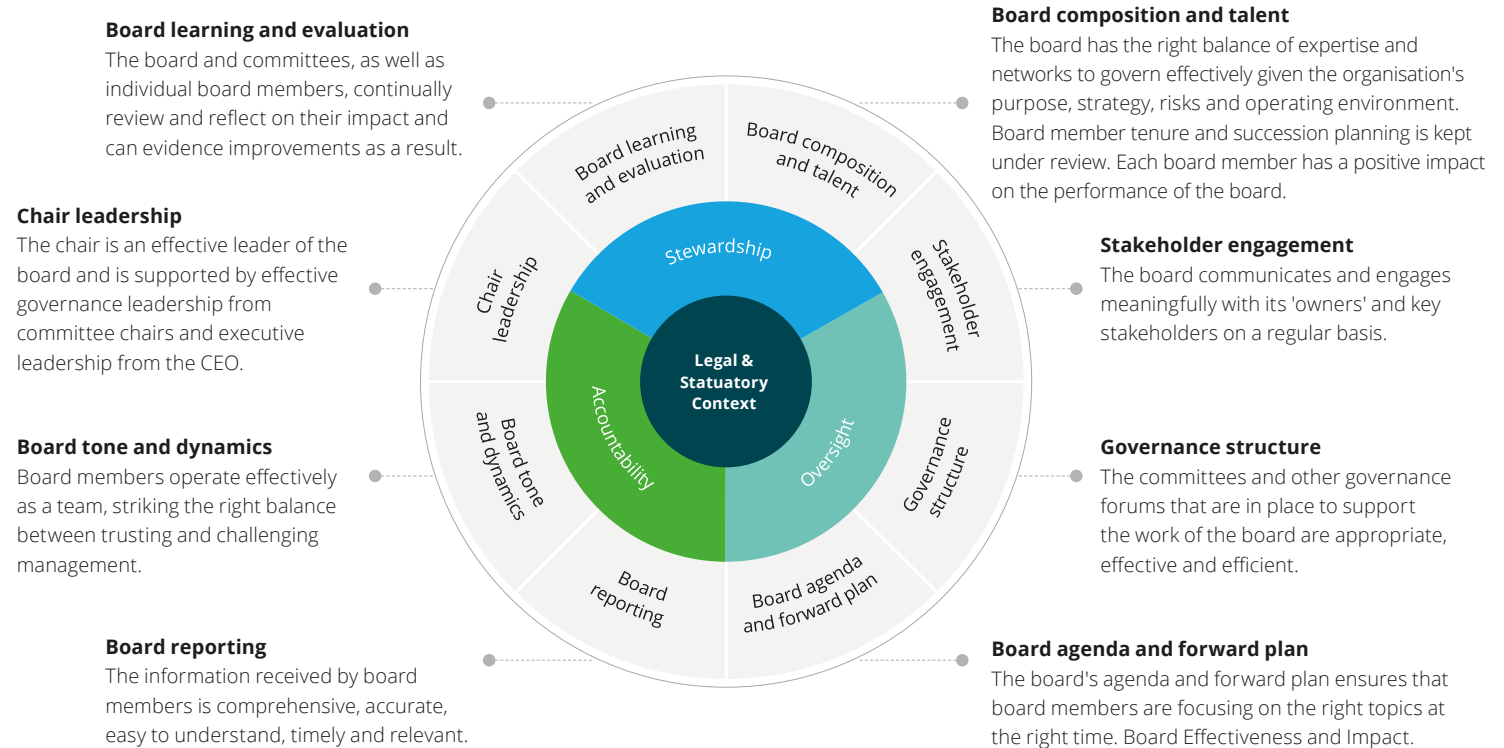 Board learning and evaluation
The board and committees, as well as
individual board members, continually
review and reflect on their impact and
can evidence improvements as a result.
Chair leadership
The chair is an effective leader of the
board and is supported by effective
governance leadership from
committee chairs and executive
leadership from the CEO.
Board tone and dynamics
Board members operate effectively
as a team, striking the right balance
between trusting and challenging
management.
Board reporting
The information received by board
members is comprehensive, accurate,
easy to understand, timely and relevant.
Board learning
and evaluation
Board composition
and talent
Stakeholder
engagement
Governance
structure
Board agenda
and forward plan
Board
reporting
Board tone
and dynamics
Chair
leadership
Stewardship
Oversight
Accountability
Legal &
Statuatory
Context
Board composition and talent
The board has the right balance of expertise and
networks to govern effectively given the organisation's
purpose, strategy, risks and operating environment.
Board member tenure and succession planning is kept
under review. Each board member has a positive impact
on the performance of the board.
Stakeholder engagement
The board communicates and engages
meaningfully with its 'owners' and key
stakeholders on a regular basis.
Governance structure
The committees and other governance
forums that are in place to support
the work of the board are appropriate,
effective and efficient.
Board agenda and forward plan
The board's agenda and forward plan ensures that
board members are focusing on the right topics at
the right time. Board Effectiveness and Impact.